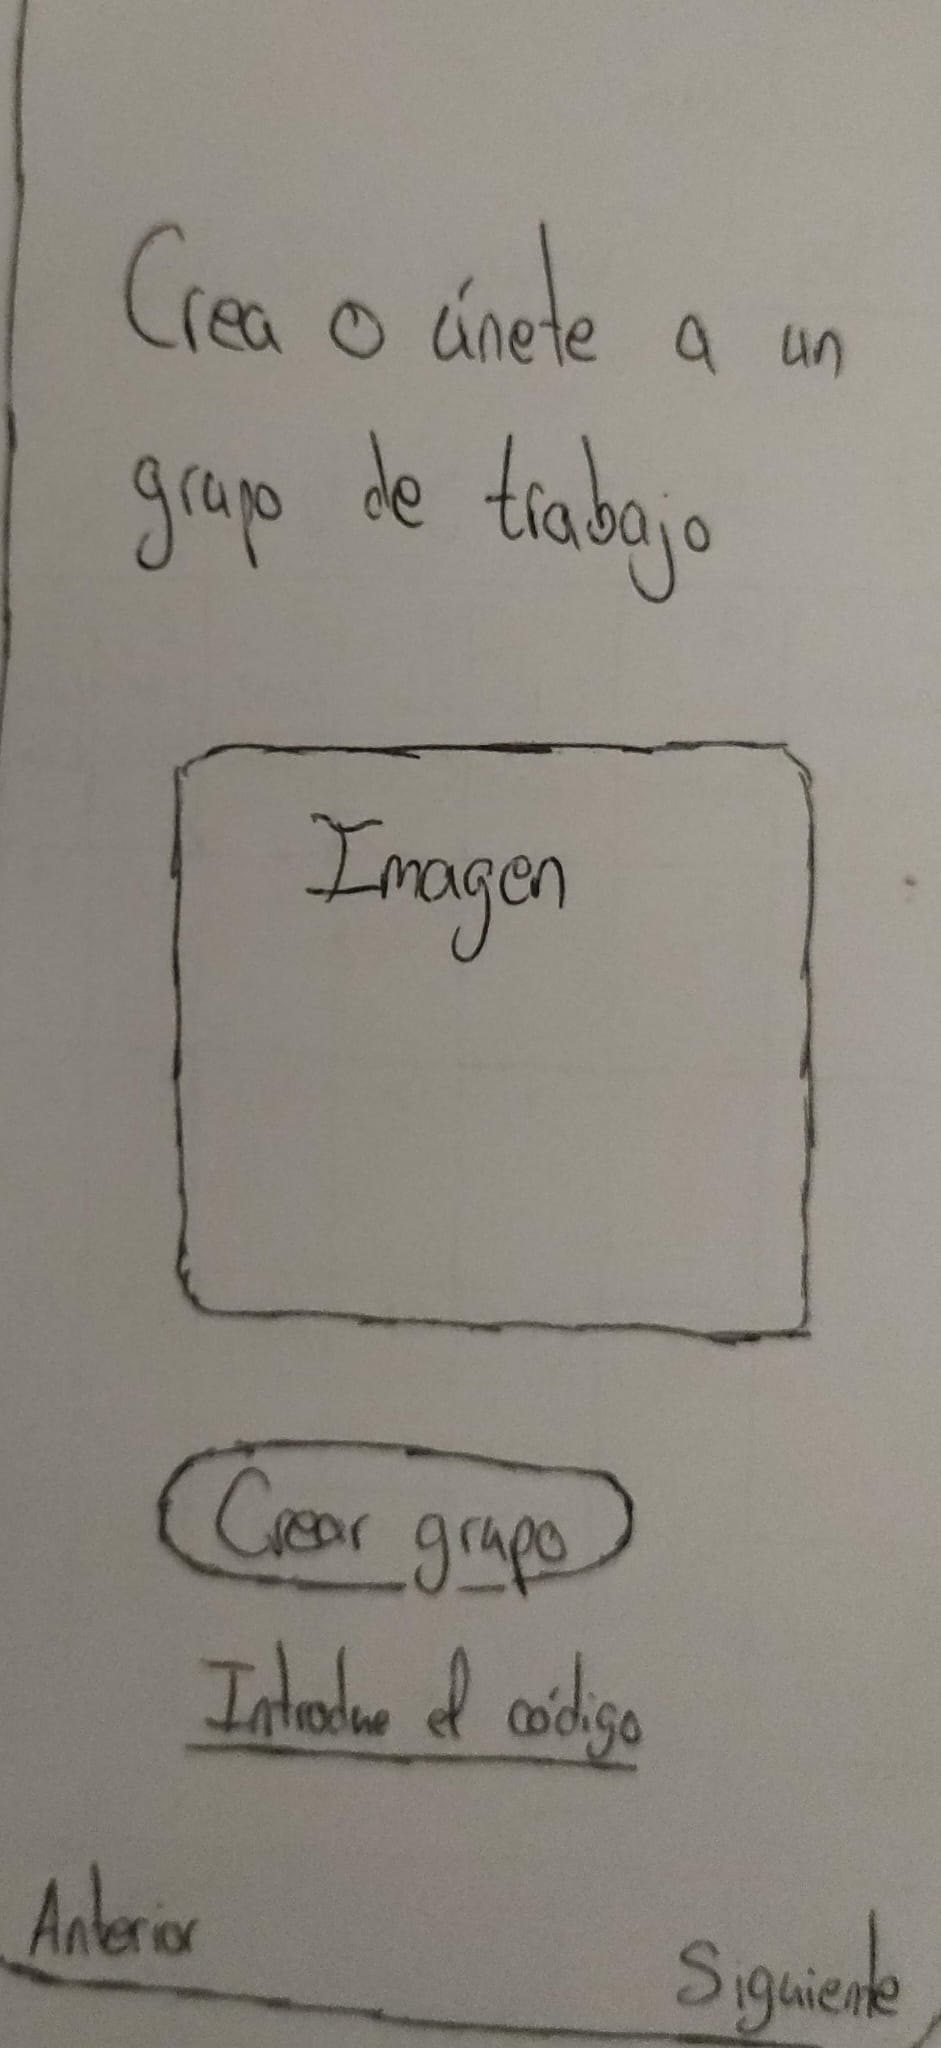 Crea o únete a un
grupo de trabajo
Imagen
Crear grupo
Introduce el código
Anterior
Siguiente